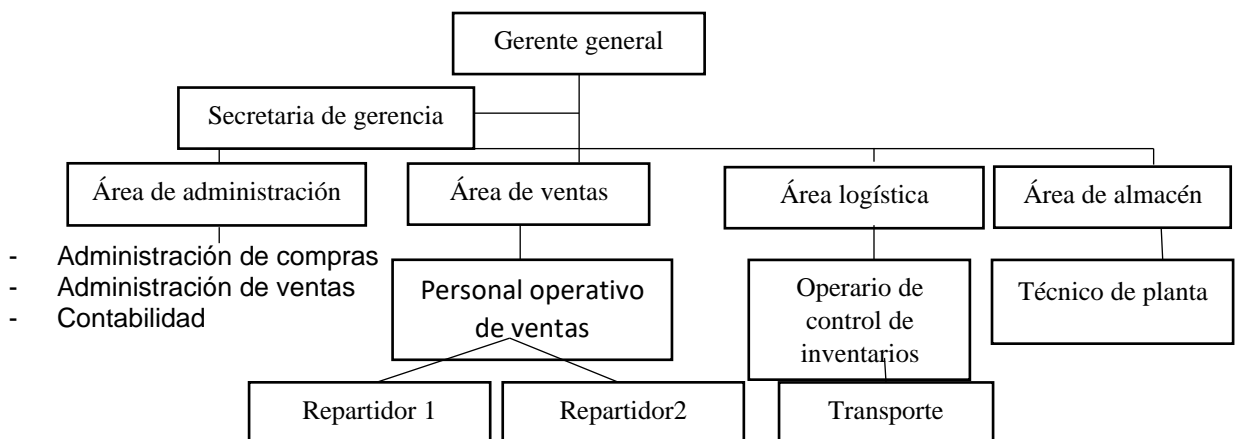 Gerente general
Secretaria de gerencia
Área de administración
Área de ventas
Área logística
Área de almacén
- Administración de compras
- Administración de ventas
- Contabilidad
Personal operativo
de ventas
Operario de
control de
inventarios
Técnico de planta
Repartidor 1
Repartidor2
Transporte